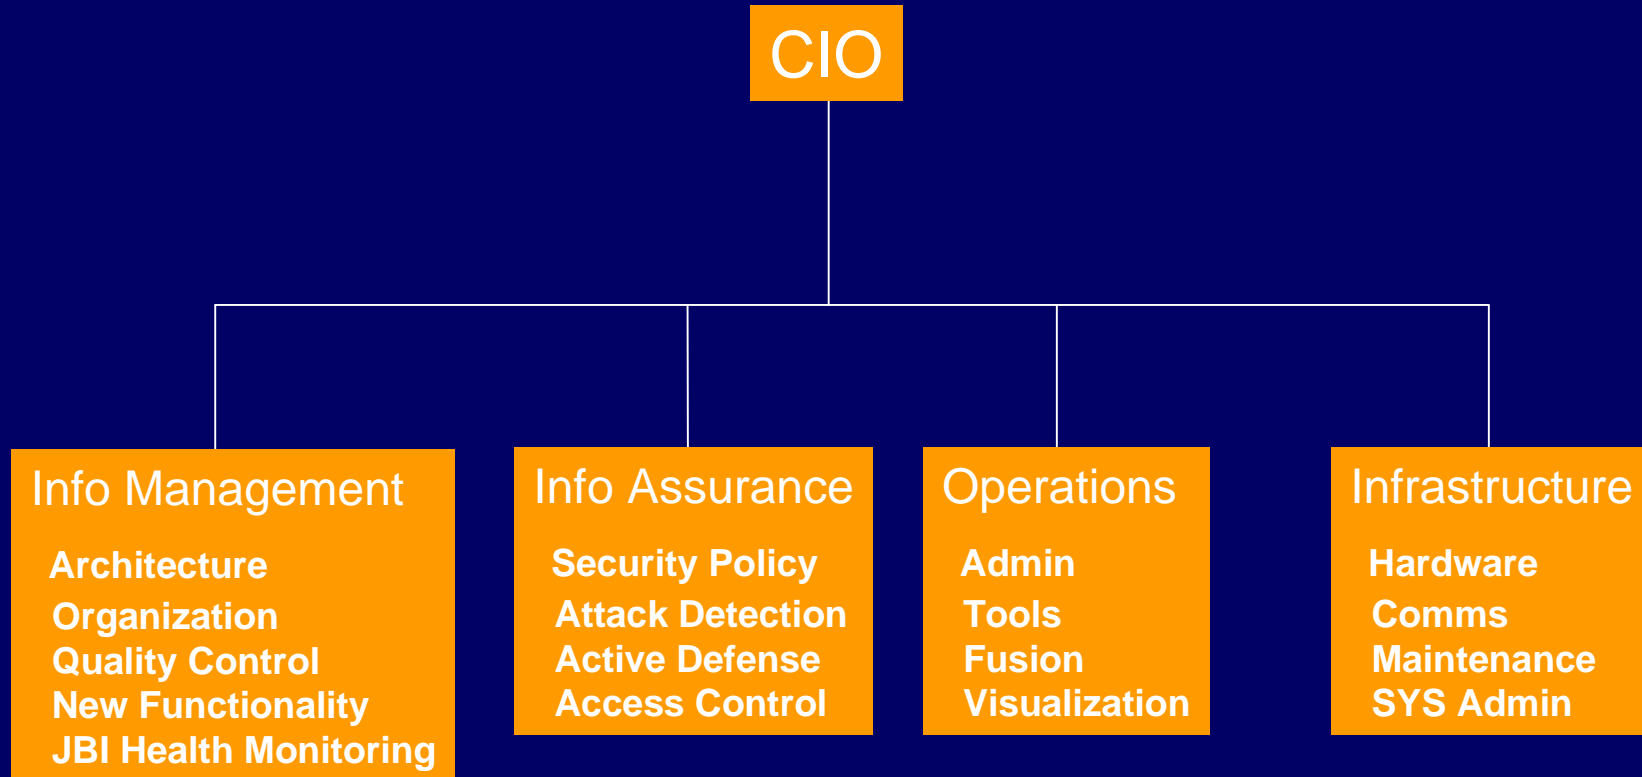 CIO
Info Management
Architecture
Organization
Quality Control
New Functionality
JBI Health Monitoring
Info Assurance
Security Policy
Attack Detection
Active Defense
Access Control
Operations
Admin
Tools
Fusion
Visualization
Infrastructure
Hardware
Comms
Maintenance
SYS Admin